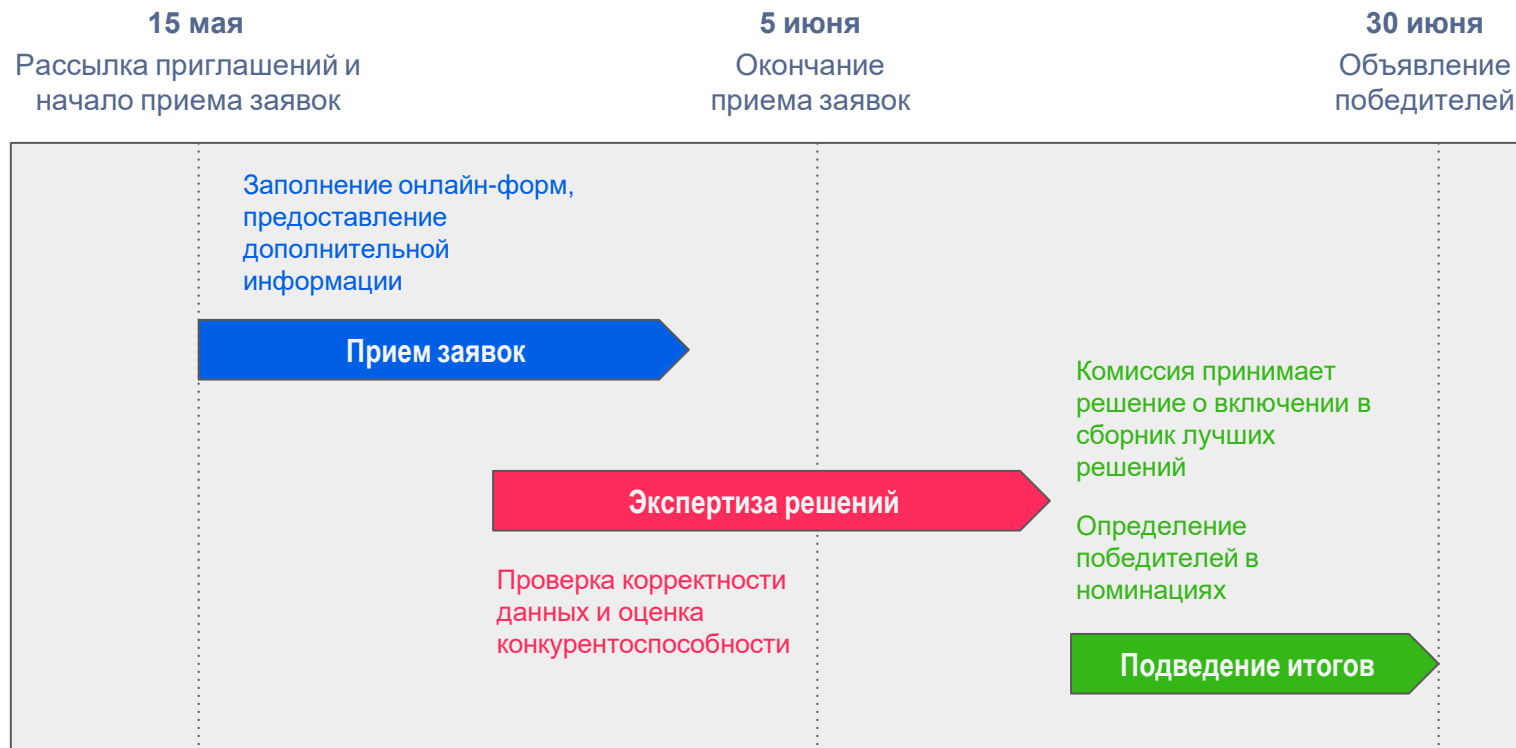 15 мая
Рассылка приглашений и
начало приема заявок
5 июня
Окончание
приема заявок
30 июня
Объявление
победителей
Заполнение онлайн-форм,
предоставление
дополнительной
информации
Прием заявок
Экспертиза решений
Проверка корректности
данных и оценка
конкурентоспособности
Комиссия принимает
решение о включении в
сборник лучших
решений
Определение
победителей в
номинациях
Подведение итогов